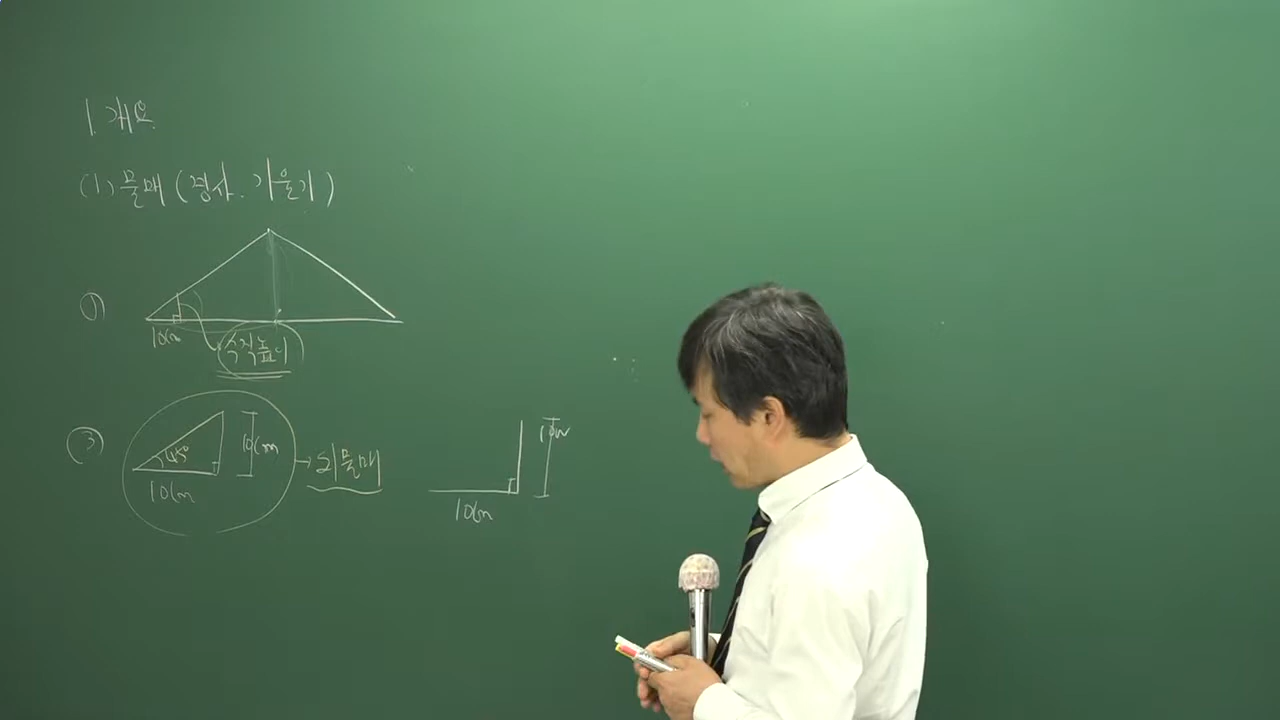 1. 개요
(1) 물매 (경사. 기울기)
①
10cm
수직높이
③
45°
10cm
10cm
되물매
10cm
10cm